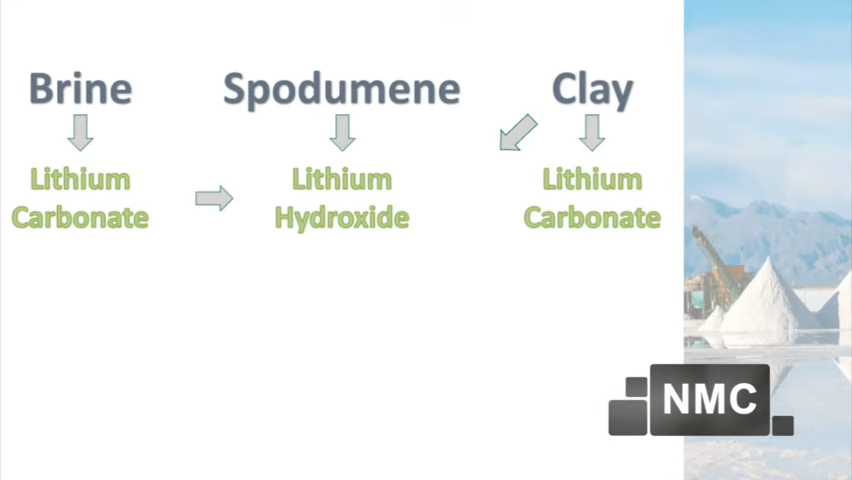 Brine
Spodumene
Clay
Lithium
Carbonate
Lithium
Hydroxide
Lithium
Carbonate
NMC